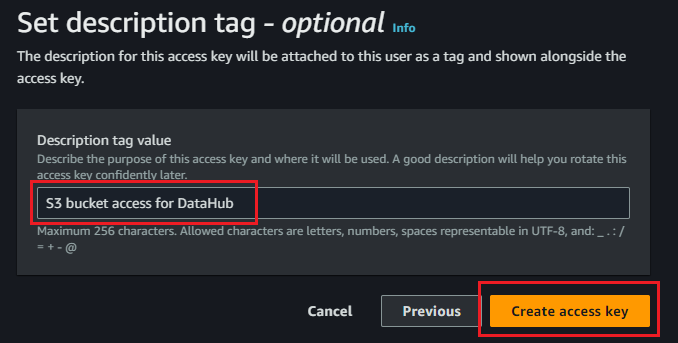 Set description tag - optional Info
The description for this access key will be attached to this user as a tag and shown alongside the
access key.
Description tag value
Describe the purpose of this access key and where it will be used. A good description will help you rotate this
access key confidently later.
S3 bucket access for DataHub
Maximum 256 characters. Allowed characters are letters, numbers, spaces representable in UTF-8, and: _ . : /
= + - @
Cancel Previous Create access key